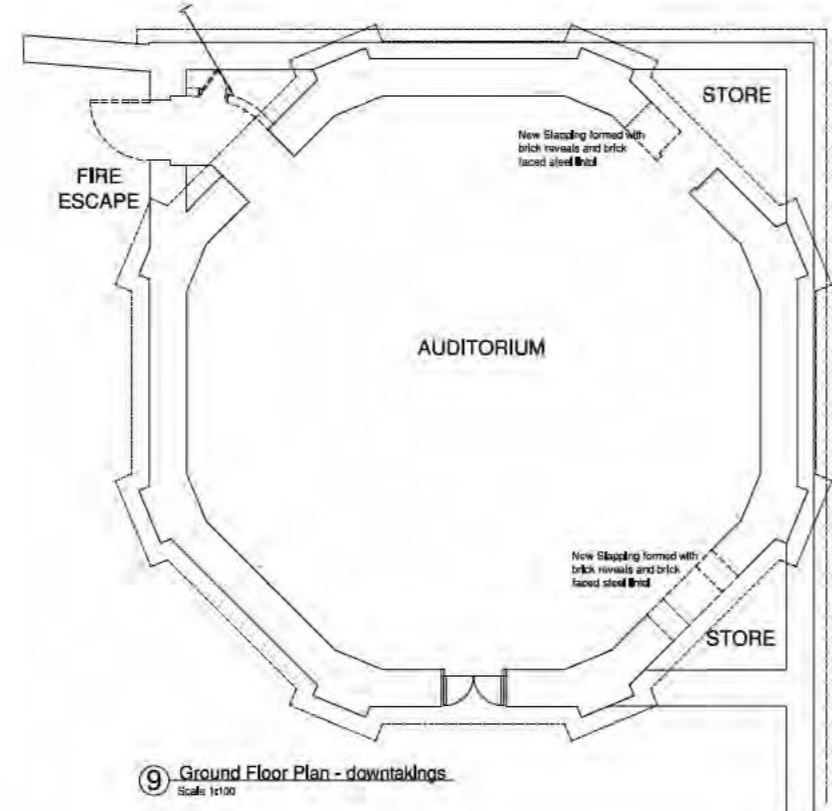 STORE
New Slapping formed with
brick reveals and brick
faced steel lintol
FIRE
ESCAPE
AUDITORIUM
New Slapping formed with
brick reveals and brick
faced steel lintol
STORE
9 Ground Floor Plan - downtakings
Scale 1:100